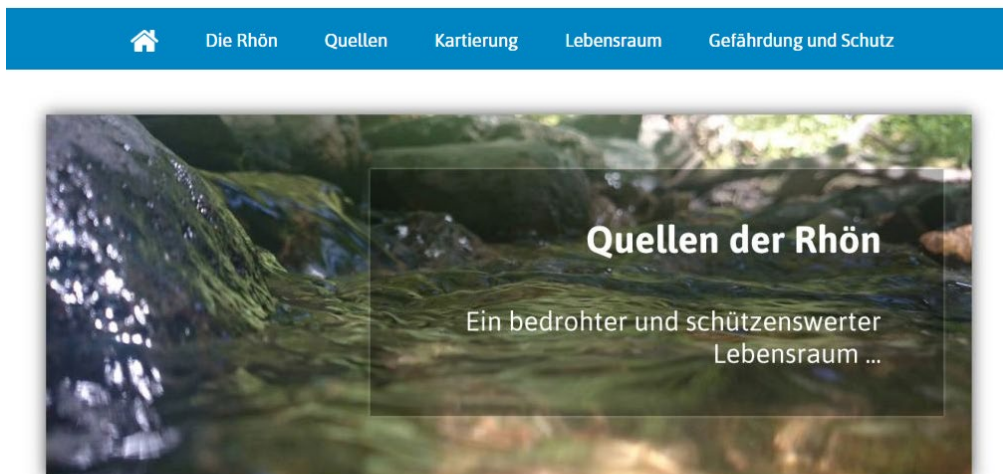 Die Rhön Quellen Kartierung Lebensraum Gefährdung und Schutz
Quellen der Rhön
Ein bedrohter und schützenswerter
Lebensraum ...